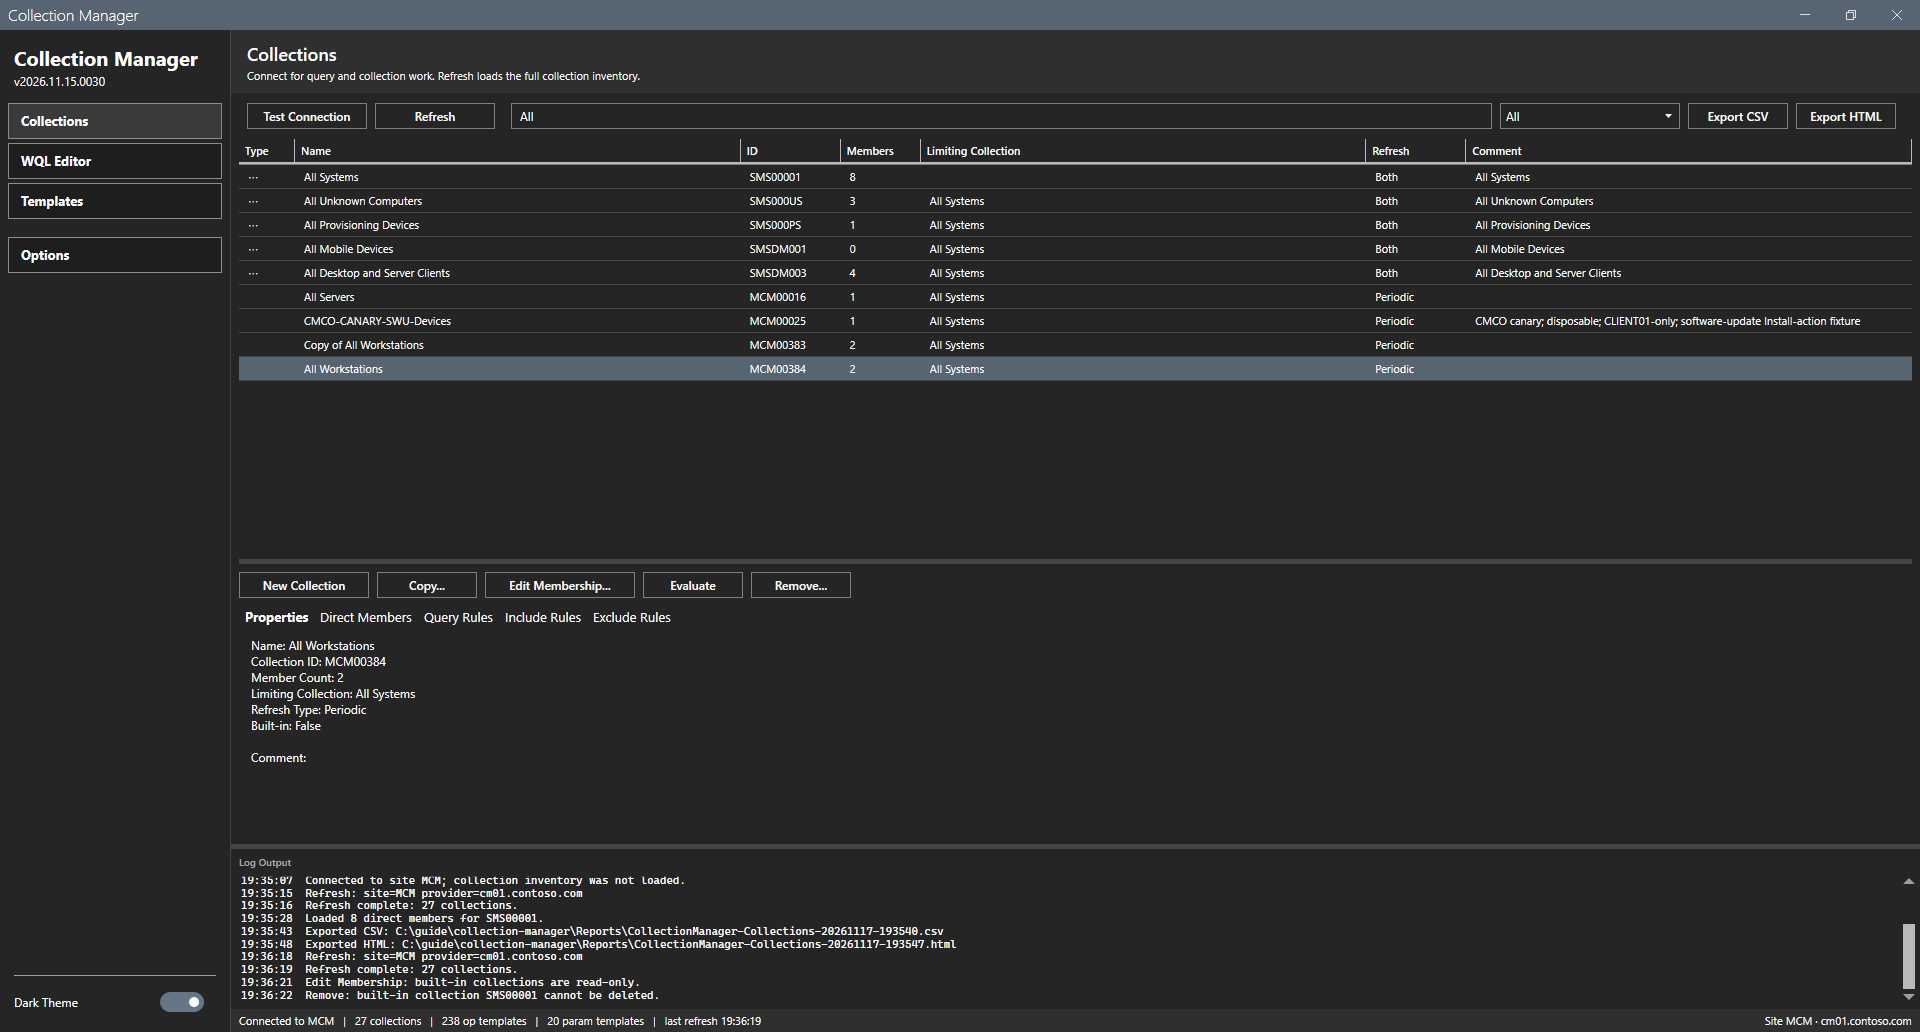 Collection Manager
Collection Manager
v2026.11.15.0030
Collections
WQL Editor
Templates
Options
Dark Theme
Collections
Connect for query and collection work. Refresh loads the full collection inventory.
Test Connection Refresh All All Export CSV Export HTML
Type Name ID Members Limiting Collection Refresh Comment
... All Systems SMS00001 8 Both All Systems
... All Unknown Computers SMS000US 3 All Systems Both All Unknown Computers
... All Provisioning Devices SMS000PS 1 All Systems Both All Provisioning Devices
... All Mobile Devices SMSDM001 0 All Systems Both All Mobile Devices
... All Desktop and Server Clients SMSDM003 4 All Systems Both All Desktop and Server Clients
All Servers MCM00016 1 All Systems Periodic
CMCO-CANARY-SWU-Devices MCM00025 1 All Systems Periodic CMCO canary; disposable; CLIENT01-only; software-update Install-action fixture
Copy of All Workstations MCM00383 2 All Systems Periodic
All Workstations MCM00384 2 All Systems Periodic
New Collection Copy... Edit Membership... Evaluate Remove...
Properties Direct Members Query Rules Include Rules Exclude Rules
Name: All Workstations
Collection ID: MCM00384
Member Count: 2
Limiting Collection: All Systems
Refresh Type: Periodic
Built-in: False
Comment:
Log Output
19:35:07 Connected to site MCM; collection inventory was not loaded.
19:35:15 Refresh: site=MCM provider=cm01.contoso.com
19:35:16 Refresh complete: 27 collections.
19:35:28 Loaded 8 direct members for SMS00001.
19:35:43 Exported CSV: C:\guide\collection-manager\Reports\CollectionManager-Collections-20261117-193540.csv
19:35:48 Exported HTML: C:\guide\collection-manager\Reports\CollectionManager-Collections-20261117-193547.html
19:36:18 Refresh: site=MCM provider=cm01.contoso.com
19:36:19 Refresh complete: 27 collections.
19:36:21 Edit Membership: built-in collections are read-only.
19:36:22 Remove: built-in collection SMS00001 cannot be deleted.
Connected to MCM | 27 collections | 238 op templates | 20 param templates | last refresh 19:36:19 Site MCM · cm01.contoso.com